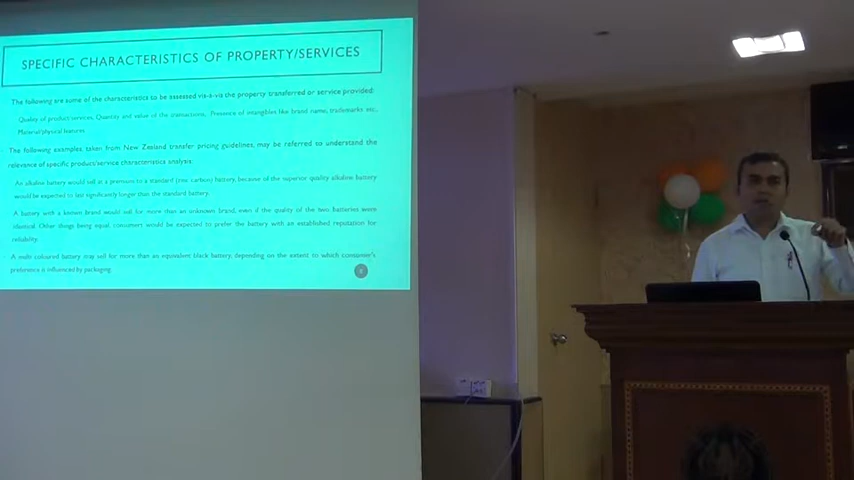 SPECIFIC CHARACTERISTICS OF PROPERTY/SERVICES
The following are some of the characteristics to be assessed vis-à-vis the property transferred or service provided:
Quality of product/services, Quantity and value of the transactions, Presence of intangibles like brand name, trademarks etc,
Material/physical features
The following examples, taken from New Zealand transfer pricing guidelines, may be referred to understand the
relevance of specific product/service characteristics analysis:
An alkaline battery would sell at a premium to a standard (zinc carbon) battery, because of the superior quality alkaline battery
would be expected to last significantly longer than the standard battery.
A battery with a known brand would sell for more than an unknown brand, even if the quality of the two batteries were
identical. Other things being equal, consumers would be expected to prefer the battery with an established reputation for
reliability.
A multi coloured battery may sell for more than an equivalent black battery, depending on the extent to which consumer's
preference is influenced by packaging.